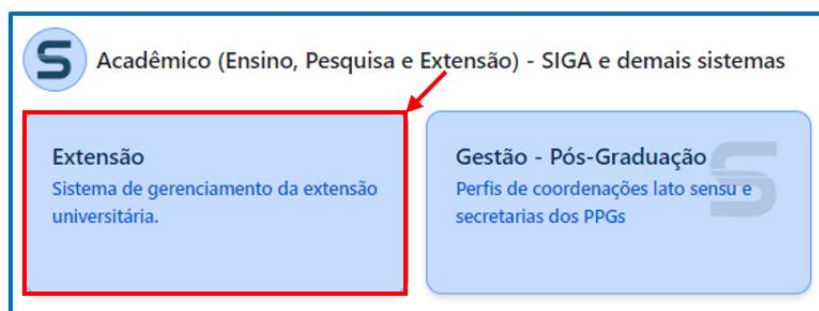 S Acadêmico (Ensino, Pesquisa e Extensão) - SIGA e demais sistemas
Extensão
Sistema de gerenciamento da extensão
universitária.
Gestão - Pós-Graduação
Perfis de coordenações lato sensu e
secretarias dos PPGs
S